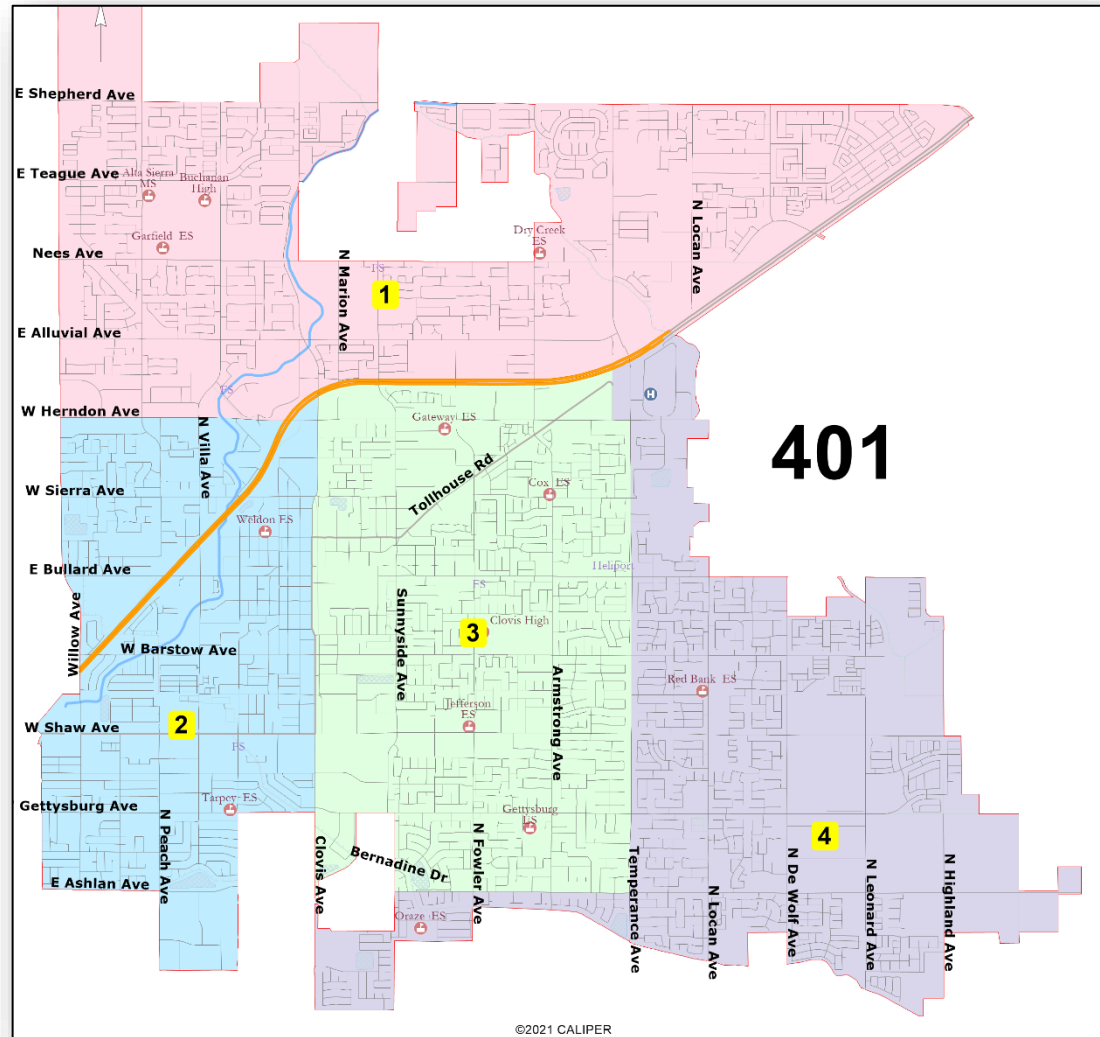 E Shepherd Ave
E Teague Ave
Alta Sierra
MS
Buchanan
High
Garfield ES
Nees Ave
Dry Creek
ES
N Locan Ave
N Marion Ave
FS
1
E Alluvial Ave
FS
W Herndon Ave
H
N Villa Ave
Gateway ES
401
Tollhouse Rd
W Sierra Ave
Cox ES
Weldon ES
E Bullard Ave
Heliport
FS
Willow Ave
Sunnyside Ave
Clovis High
3
W Barstow Ave
Armstrong Ave
Red Bank ES
Jefferson
ES
2
W Shaw Ave
FS
Gettysburg Ave
Tarpey ES
Gettysburg
ES
4
N Peach Ave
Clovis Ave
Bernadine Dr
N Fowler Ave
Temperance Ave
N Locan Ave
N De Wolf Ave
N Leonard Ave
N Highland Ave
E Ashlan Ave
Oraze ES
©2021 CALIPER